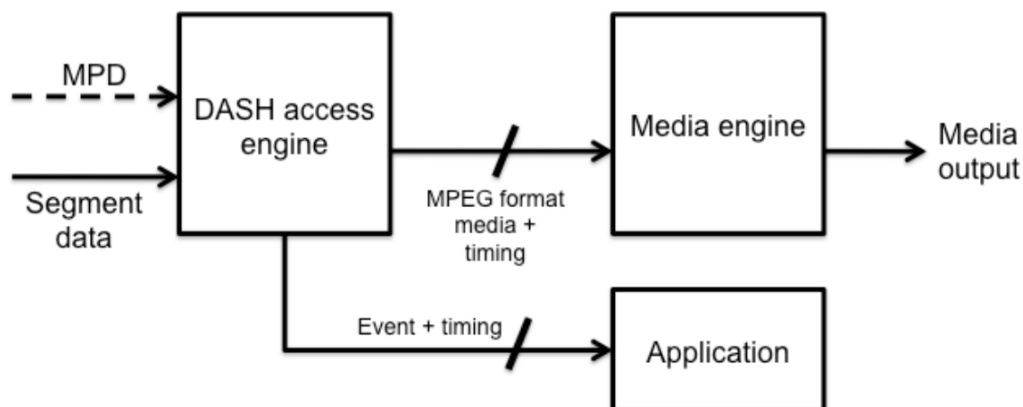 MPD
DASH access
engine
Segment
data
MPEG format
media +
timing
Media engine
Media
output
Event + timing
Application